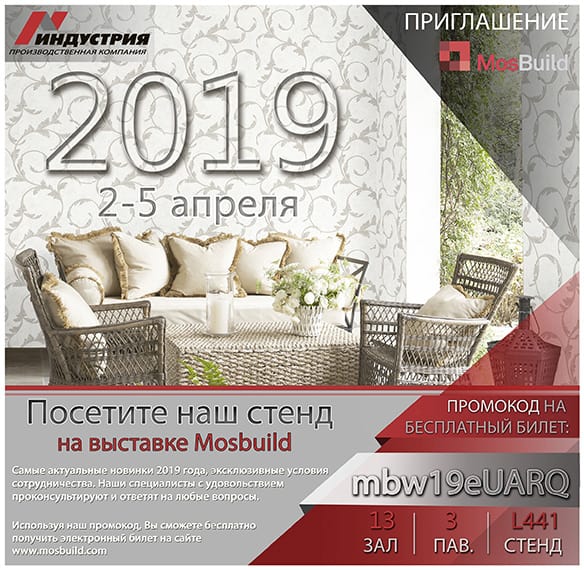 ИНДУСТРИЯ
ПРОИЗВОДСТВЕННАЯ КОМПАНИЯ
ПРИГЛАШЕНИЕ
MosBuild
2019
2-5 апреля
Посетите наш стенд
на выставке Mosbuild
Самые актуальные новинки 2019 года, эксклюзивные условия
сотрудничества. Наши специалисты с удовольствием
проконсультируют и ответят на любые вопросы.
Используя наш промокод, Вы сможете бесплатно
получить электронный билет на сайте
www.mosbuild.com
ПРОМОКОД НА
БЕСПЛАТНЫЙ БИЛЕТ:
mbw19eUARQ
13 3 L441
ЗАЛ ПАВ. СТЕНД